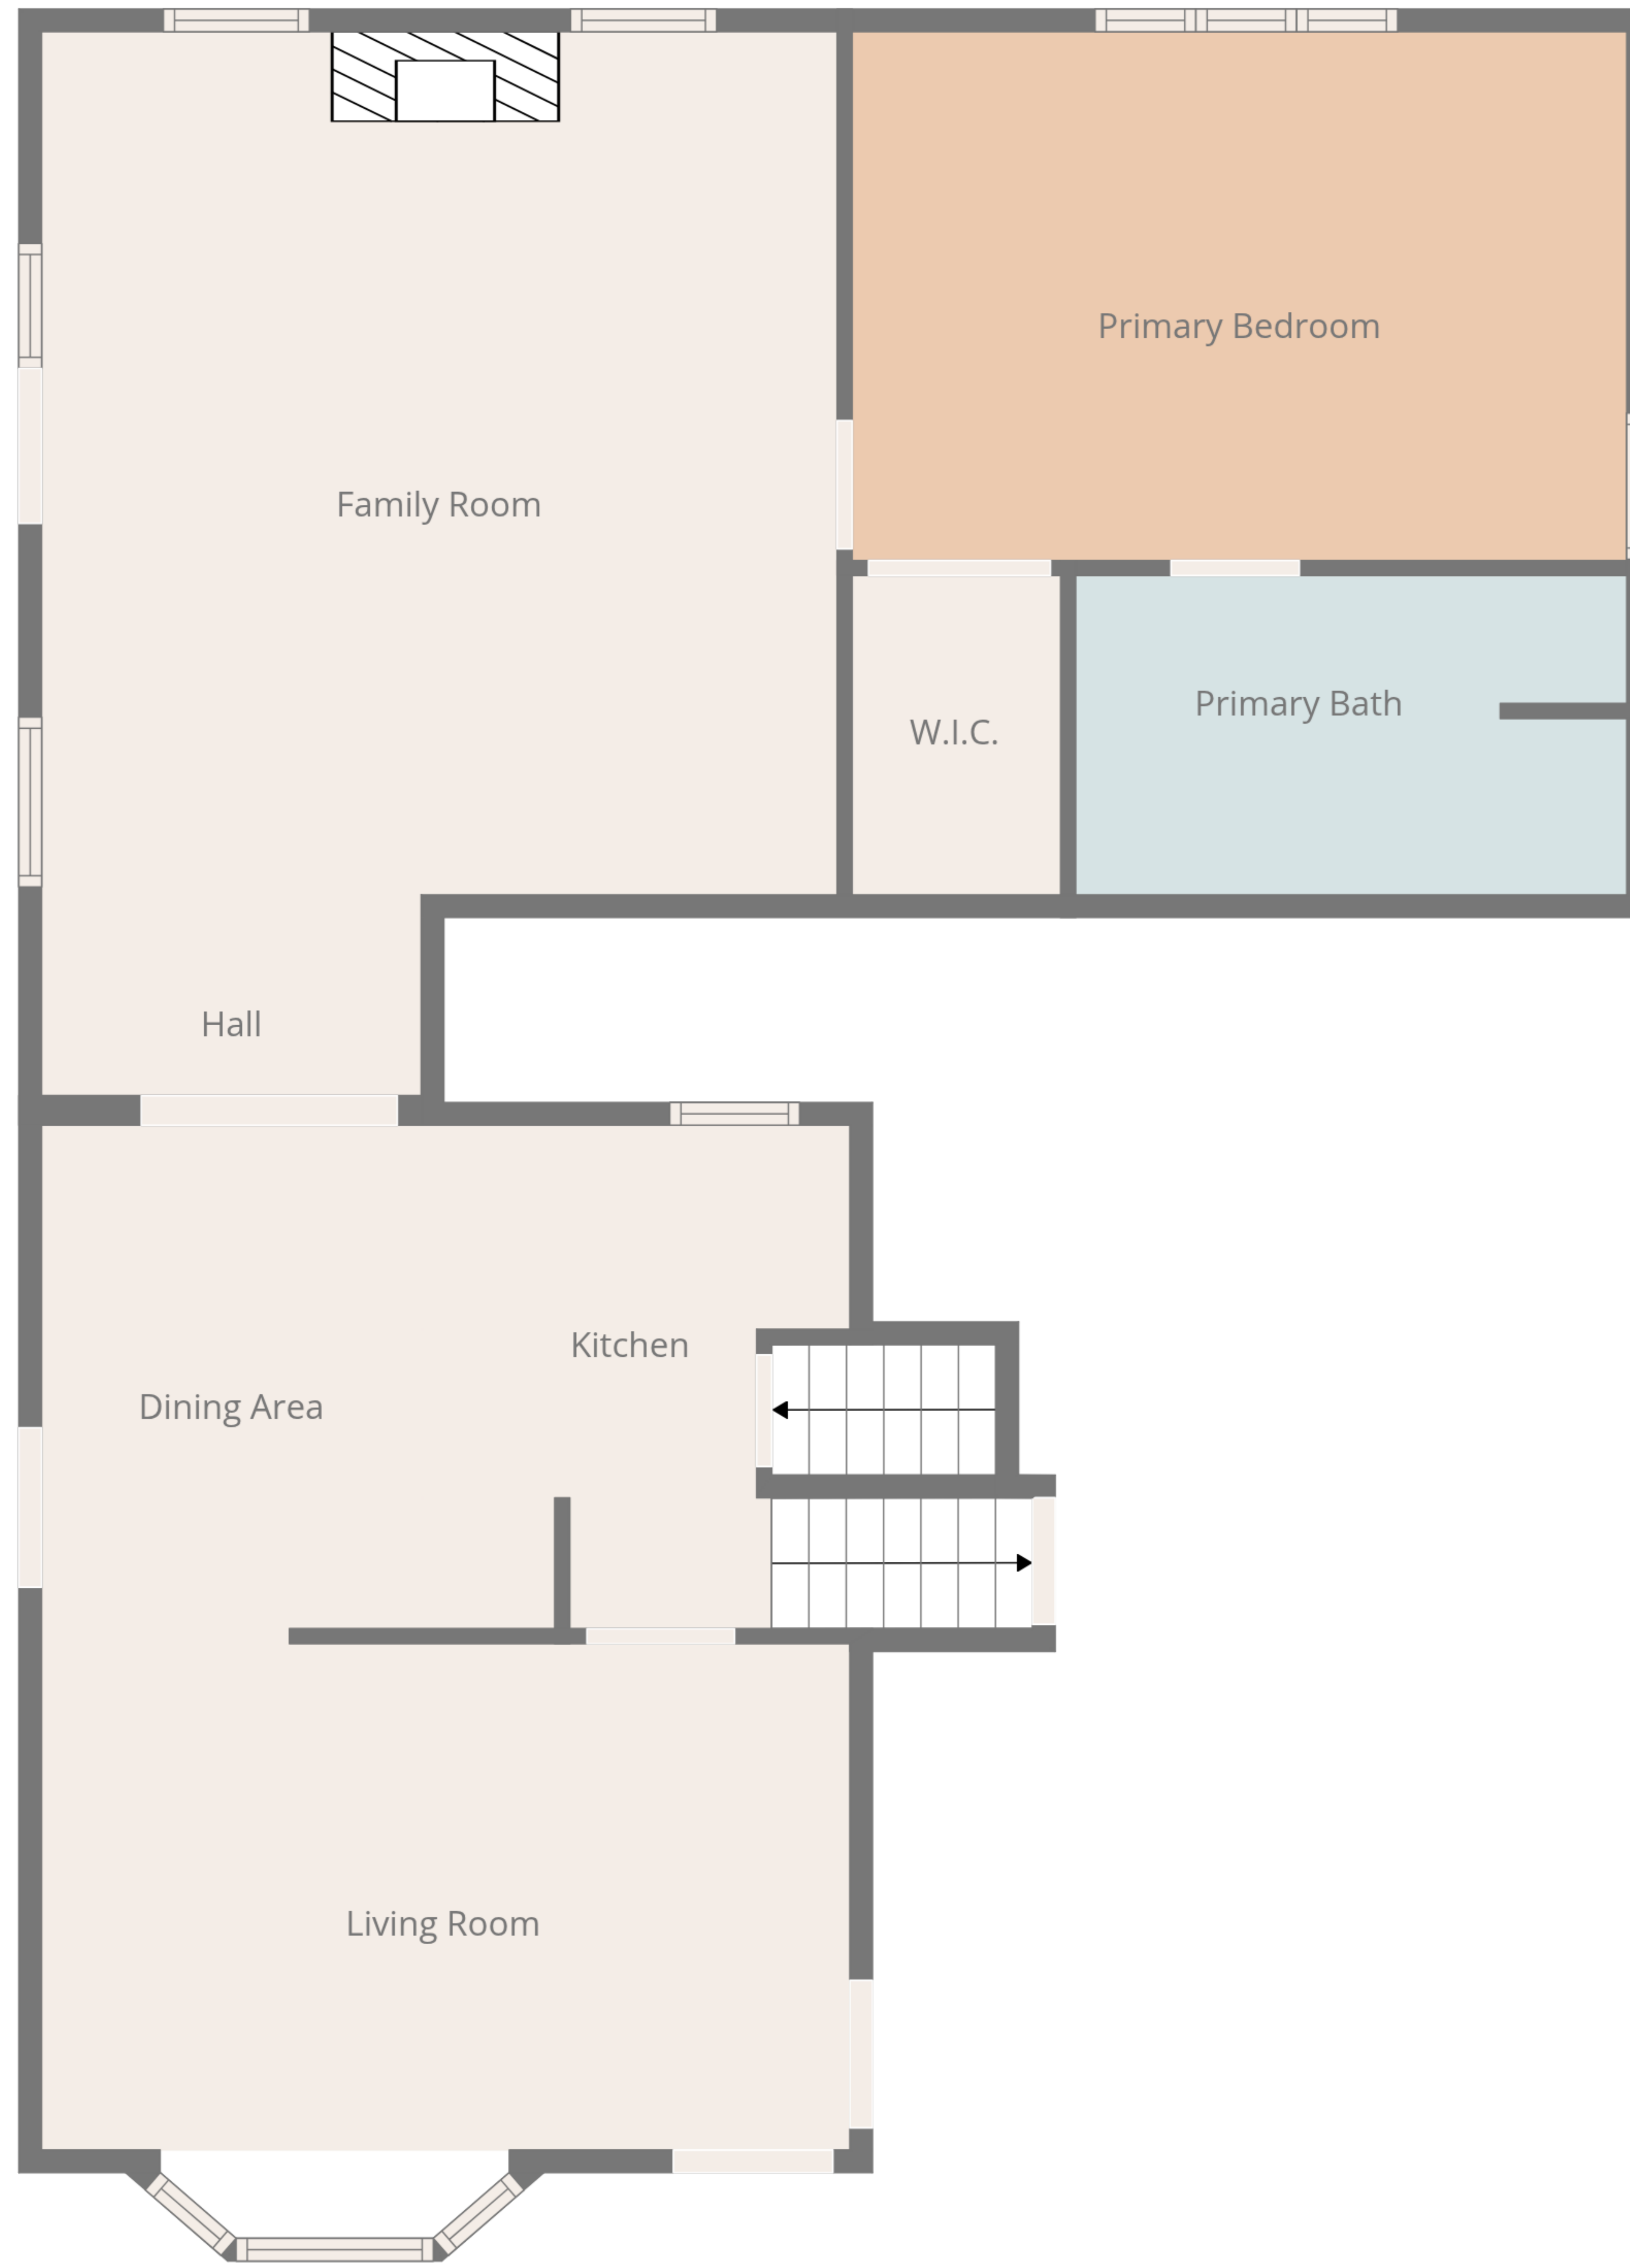 Primary Bedroom
Family Room
Primary Bath
W.I.C.
Hall
Kitchen
Dining Area
Living Room